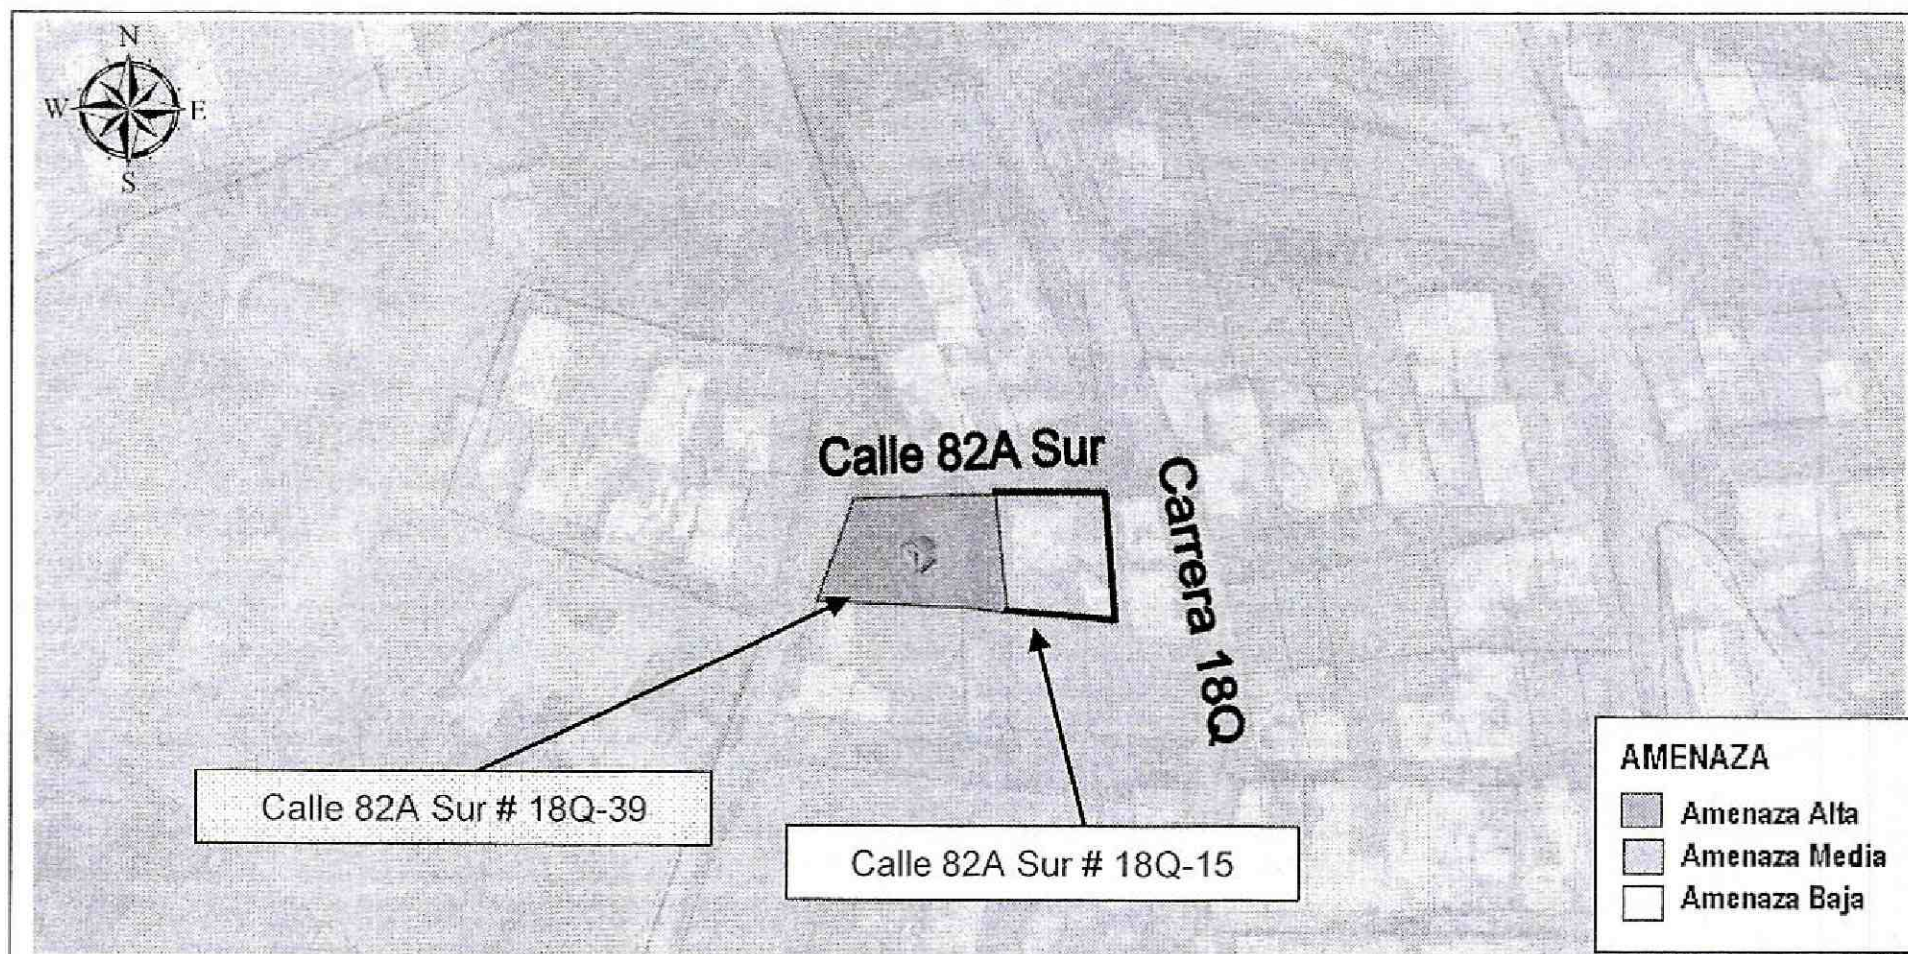 N
W E
S
Calle 82A Sur
Carrera 18Q
Calle 82A Sur # 18Q-39
Calle 82A Sur # 18Q-15
AMENAZA
Amenaza Alta
Amenaza Media
Amenaza Baja